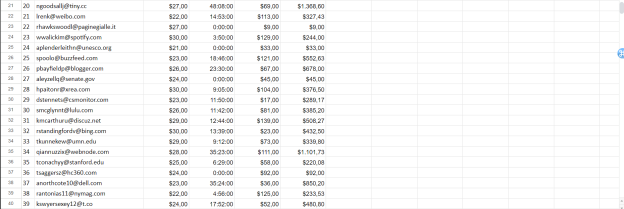 21 20 ngoodsallj@tiny.cc $27,00 48:08:00 $69,00 $1.368,60
22 21 lrenk@weibo.com $22,00 14:53:00 $113,00 $327,43
23 22 rhawkswoodl@paginegialle.it $27,00 0:00:00 $9,00 $9,00
24 23 wwalickim@spotify.com $30,00 3:50:00 $129,00 $244,00
25 24 aplenderleithn@unesco.org $21,00 0:00:00 $33,00 $33,00
26 25 spoolo@buzzfeed.com $23,00 18:46:00 $121,00 $552,63
27 26 pbayfieldp@blogger.com $26,00 23:30:00 $67,00 $678,00
28 27 aleyzellq@senate.gov $24,00 0:00:00 $45,00 $45,00
29 28 hpaitonr@xrea.com $30,00 9:05:00 $104,00 $376,50
30 29 dstennets@csmonitor.com $23,00 11:50:00 $17,00 $289,17
31 30 smcglynnt@lulu.com $26,00 11:42:00 $81,00 $385,20
32 31 kmcarthuru@discuz.net $29,00 12:44:00 $139,00 $508,27
33 32 rstandingfordv@bing.com $30,00 13:39:00 $23,00 $432,50
34 33 tkunnekew@umn.edu $29,00 9:12:00 $73,00 $339,80
35 34 qiannuzzix@webnode.com $28,00 35:23:00 $111,00 $1.101,73
36 35 tconachyy@stanford.edu $25,00 6:29:00 $58,00 $220,08
37 36 tsaggersz@hc360.com $24,00 0:00:00 $92,00 $92,00
38 37 anorthcote10@dell.com $23,00 35:24:00 $36,00 $850,20
39 38 rantonias11@nymag.com $22,00 4:56:00 $125,00 $233,53
40 39 kswyersexey12@t.co $24,00 17:52:00 $52,00 $480,80